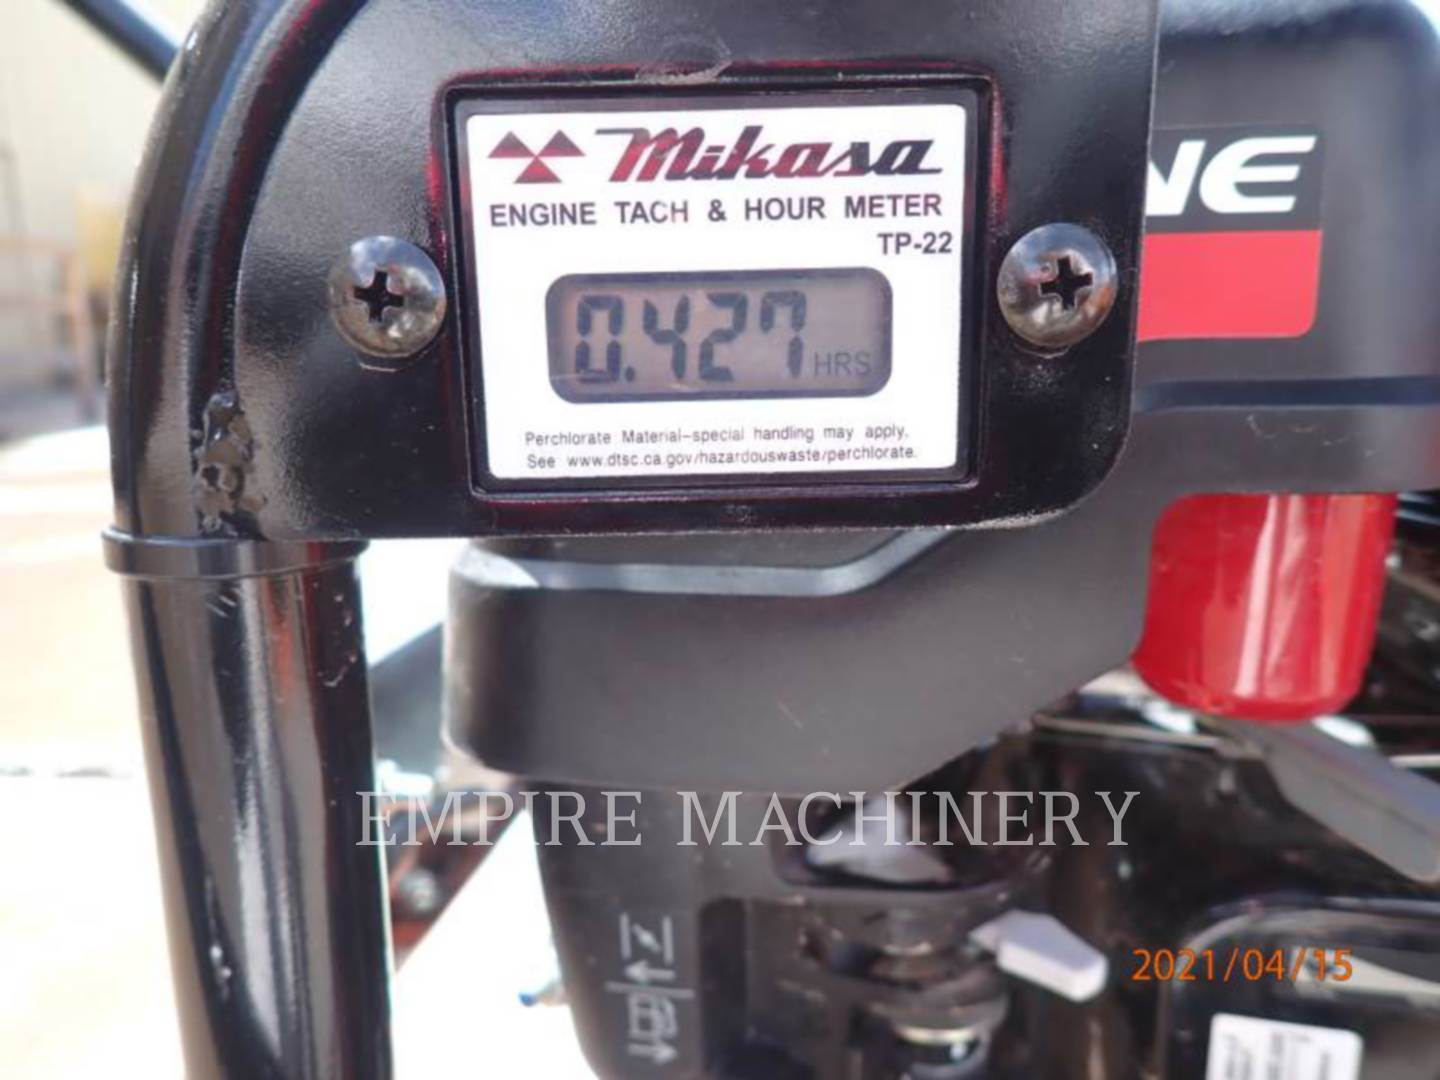 Mikasa
ENGINE TACH & HOUR METER
TP-22
0.427 HRS
Perchlorate Material-special handling may apply.
See www.dtsc.ca.gov/hazardouswaste/perchlorate.
NE
EMPIRE MACHINERY
2021/04/15